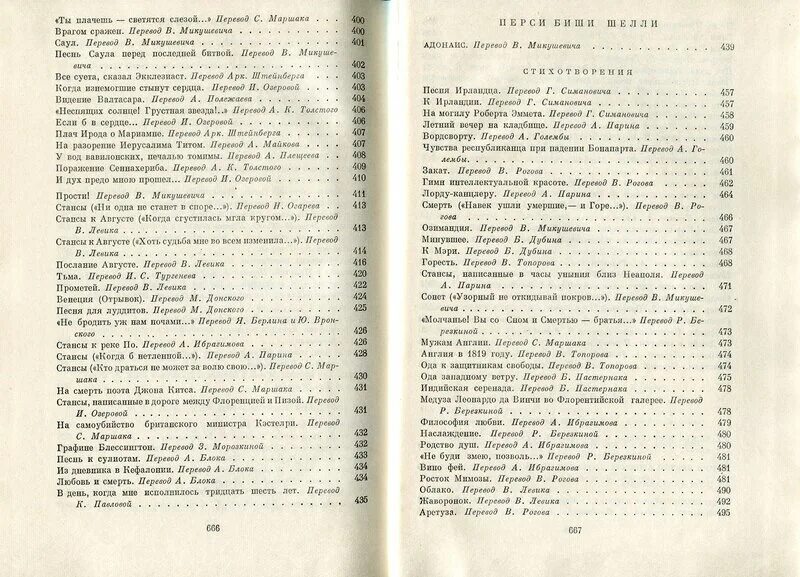 «Ты плачешь — светятся слезой...» Перевод С. Маршака . . . 400
Врагом сражен. Перевод В. Микушевича . . . 400
Саул. Перевод В. Микушевича . . . 401
Песнь Саула перед последней битвой. Перевод В. Микуше-
вича . . . 402
Все суета, сказал Экклезиаст. Перевод Арк. Штейнберга . . . 403
Когда изнемогшие стынут сердца. Перевод И. Озеровой . . . 403
Видение Валтасара. Перевод А. Полежаева . . . 404
«Неспящих солнце! Грустная звезда!..» Перевод А. К. Толстого . . . 406
Если б в сердце... Перевод И. Озеровой . . . 406
Плач Ирода о Мариамне. Перевод Арк. Штейнберга . . . 407
На разорение Иерусалима Титом. Перевод А. Майкова . . . 407
У вод вавилонских, печалью томимы. Перевод А. Плещеева . . . 408
Поражение Сеннахериба. Перевод А. К. Толстого . . . 409
И дух предо мною прошел... Перевод И. Озеровой . . . 410
Прости! Перевод В. Микушевича . . . 411
Стансы («Ни одна не станет в споре...»). Перевод Н. Огарева . . . 413
Стансы к Августе («Когда сгустилась мгла кругом...»). Перевод
В. Левика . . . 413
Стансы к Августе («Хоть судьба мне во всем изменила...»). Перевод
В. Левика . . . 414
Послание Августе. Перевод В. Левика . . . 416
Тьма. Перевод И. С. Тургенева . . . 420
Прометей. Перевод В. Левика . . . 422
Венеция (Отрывок). Перевод М. Донского . . . 424
Песня для луддитов. Перевод М. Донского . . . 425
«Не бродить уж нам ночами...» Перевод Я. Берлина и Ю. Врон-
ского . . . 426
Стансы к реке По. Перевод А. Ибрагимова . . . 426
Стансы («Когда б нетленной...»). Перевод А. Парина . . . 428
Стансы («Кто драться не может за волю свою...»). Перевод С. Мар-
шака . . . 430
На смерть поэта Джона Китса. Перевод С. Маршака . . . 431
Стансы, написанные в дороге между Флоренцией и Пизой. Перевод
И. Озеровой . . . 431
На самоубийство британского министра Кэстелри. Перевод
С. Маршака . . . 432
Графине Блессингтон. Перевод З. Морозкиной . . . 432
Песнь к сулиотам. Перевод А. Блока . . . 433
Из дневника в Кефалонии. Перевод А. Блока . . . 434
Любовь и смерть. Перевод А. Блока . . . 434
В день, когда мне исполнилось тридцать шесть лет. Перевод
К. Павловой . . . 435
666
ПЕРСИ БИШИ ШЕЛЛИ
АДОНАИС. Перевод В. Микушевича . . . 439
СТИХОТВОРЕНИЯ
Песня Ирландца. Перевод Г. Симановича . . . 457
К Ирландии. Перевод Г. Симановича . . . 457
На могилу Роберта Эммета. Перевод Г. Симановича . . . 458
Летний вечер на кладбище. Перевод А. Парина . . . 459
Вордсворту. Перевод А. Голембы . . . 460
Чувства республиканца при падении Бонапарта. Перевод А. Го-
лембы . . . 460
Закат. Перевод В. Рогова . . . 461
Гимн интеллектуальной красоте. Перевод В. Рогова . . . 462
Лорду-канцлеру. Перевод А. Парина . . . 464
Смерть («Навек ушли умершие,— и Горе...»). Перевод В. Ро-
гова . . . 466
Озимандия. Перевод В. Микушевича . . . 467
Минувшее. Перевод Б. Дубина . . . 467
К Мэри. Перевод Б. Дубина . . . 468
Горесть. Перевод В. Топорова . . . 468
Стансы, написанные в часы уныния близ Неаполя. Перевод
А. Парина . . . 471
Сонет («Узорный не откидывай покров...»). Перевод В. Микуше-
вича . . . 472
«Молчанье! Вы со Сном и Смертью — братья...» Перевод Р. Бе-
резкиной . . . 473
Мужам Англии. Перевод С. Маршака . . . 473
Англия в 1819 году. Перевод В. Топорова . . . 474
Ода к защитникам свободы. Перевод В. Топорова . . . 474
Ода западному ветру. Перевод Б. Пастернака . . . 475
Индийская серенада. Перевод Б. Пастернака . . . 478
Медуза Леонардо да Винчи во Флорентийской галерее. Перевод
Р. Березкиной . . . 478
Философия любви. Перевод А. Ибрагимова . . . 479
Наслаждение. Перевод Р. Березкиной . . . 480
Родство душ. Перевод А. Ибрагимова . . . 480
«Не буди змею, позволь...» Перевод Р. Березкиной . . . 481
Вино фей. Перевод А. Ибрагимова . . . 481
Росток Мимозы. Перевод В. Рогова . . . 481
Облако. Перевод В. Левика . . . 490
Жаворонок. Перевод В. Левика . . . 492
Аретуза. Перевод В. Рогова . . . 495
667